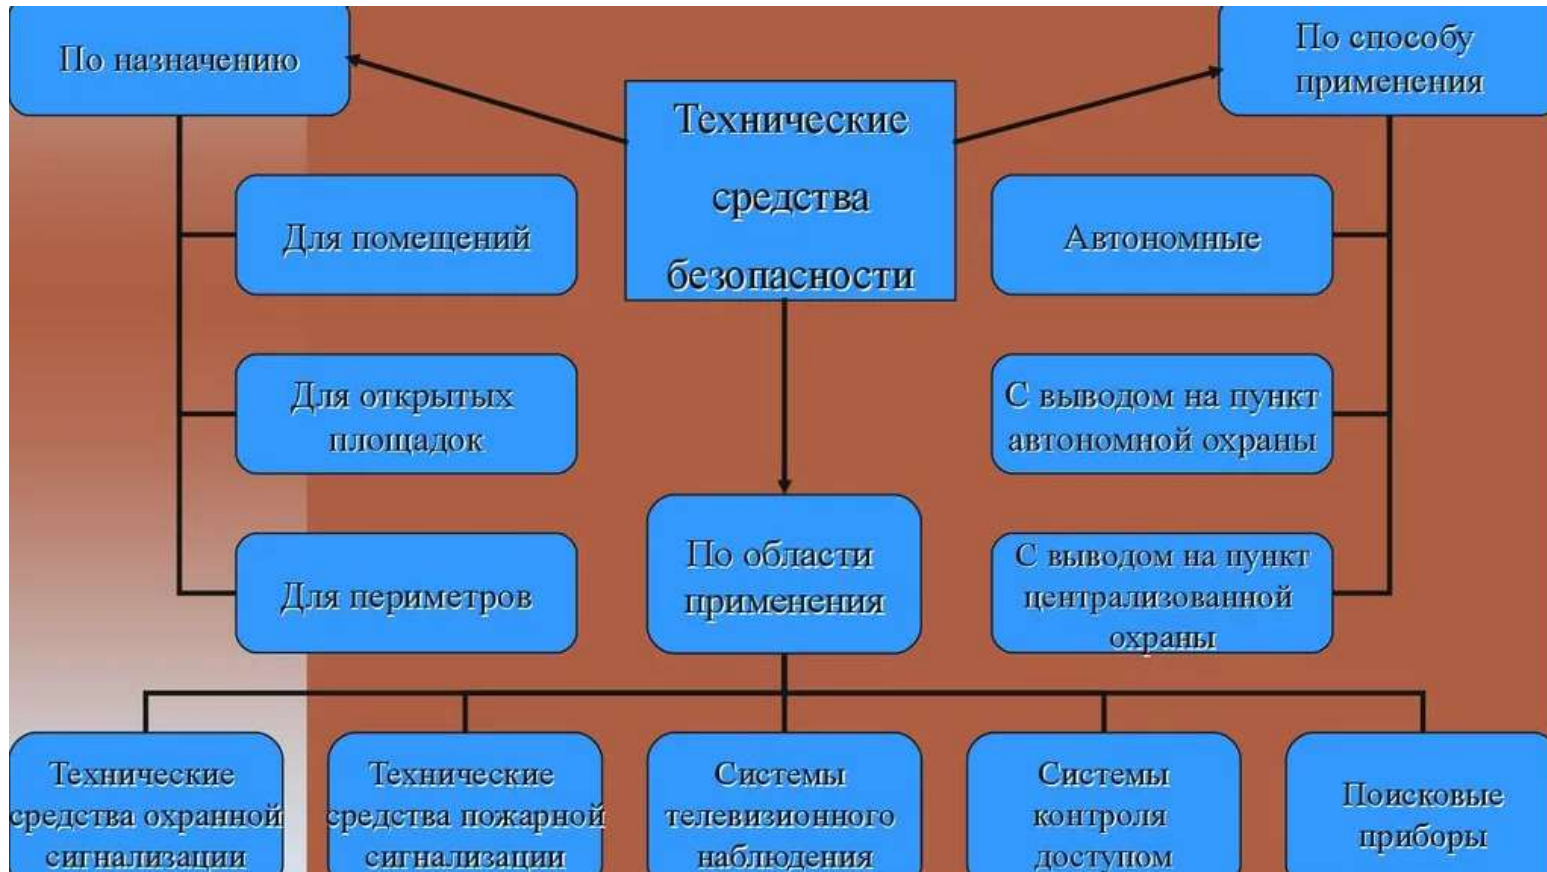 По назначению
По способу
применения
Технические
средства
безопасности
Для помещений
Для открытых
площадок
Для периметров
Автономные
С выводом на пункт
автономной охраны
С выводом на пункт
централизованной
охраны
По области
применения
Технические
средства охранной
сигнализации
Технические
средства пожарной
сигнализации
Системы
телевизионного
наблюдения
Системы
контроля
доступом
Поисковые
приборы